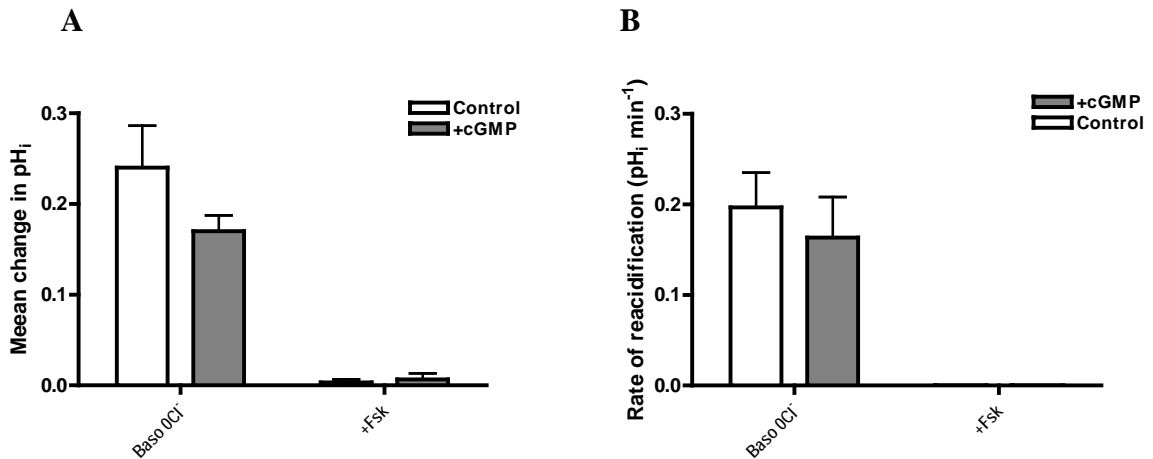 A
Meean change in pHi
0.3
0.2
0.1
0.0
Control
+cGMP
Baso 0Cl-
+Fsk
B
Rate of reacidification (pHi min-1)
0.3
0.2
0.1
0.0
+cGMP
Control
Baso 0Cl-
+Fsk